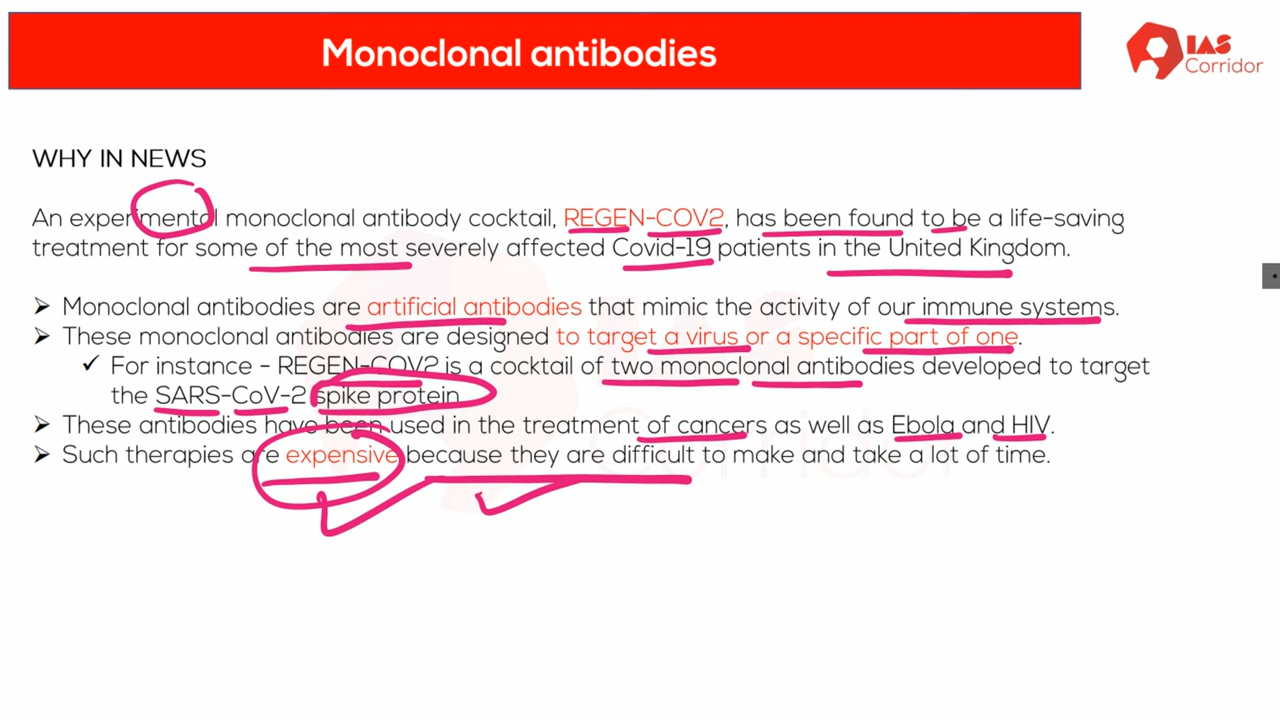 Monoclonal antibodies
IAS
Corridor
WHY IN NEWS
An experimental monoclonal antibody cocktail, REGEN-COV2, has been found to be a life-saving
treatment for some of the most severely affected Covid-19 patients in the United Kingdom.
➤ Monoclonal antibodies are artificial antibodies that mimic the activity of our immune systems.
➤ These monoclonal antibodies are designed to target a virus or a specific part of one.
✓ For instance - REGEN-COV2 is a cocktail of two monoclonal antibodies developed to target
the SARS-CoV-2 spike protein
➤ These antibodies have been used in the treatment of cancers as well as Ebola and HIV.
➤ Such therapies are expensive because they are difficult to make and take a lot of time.